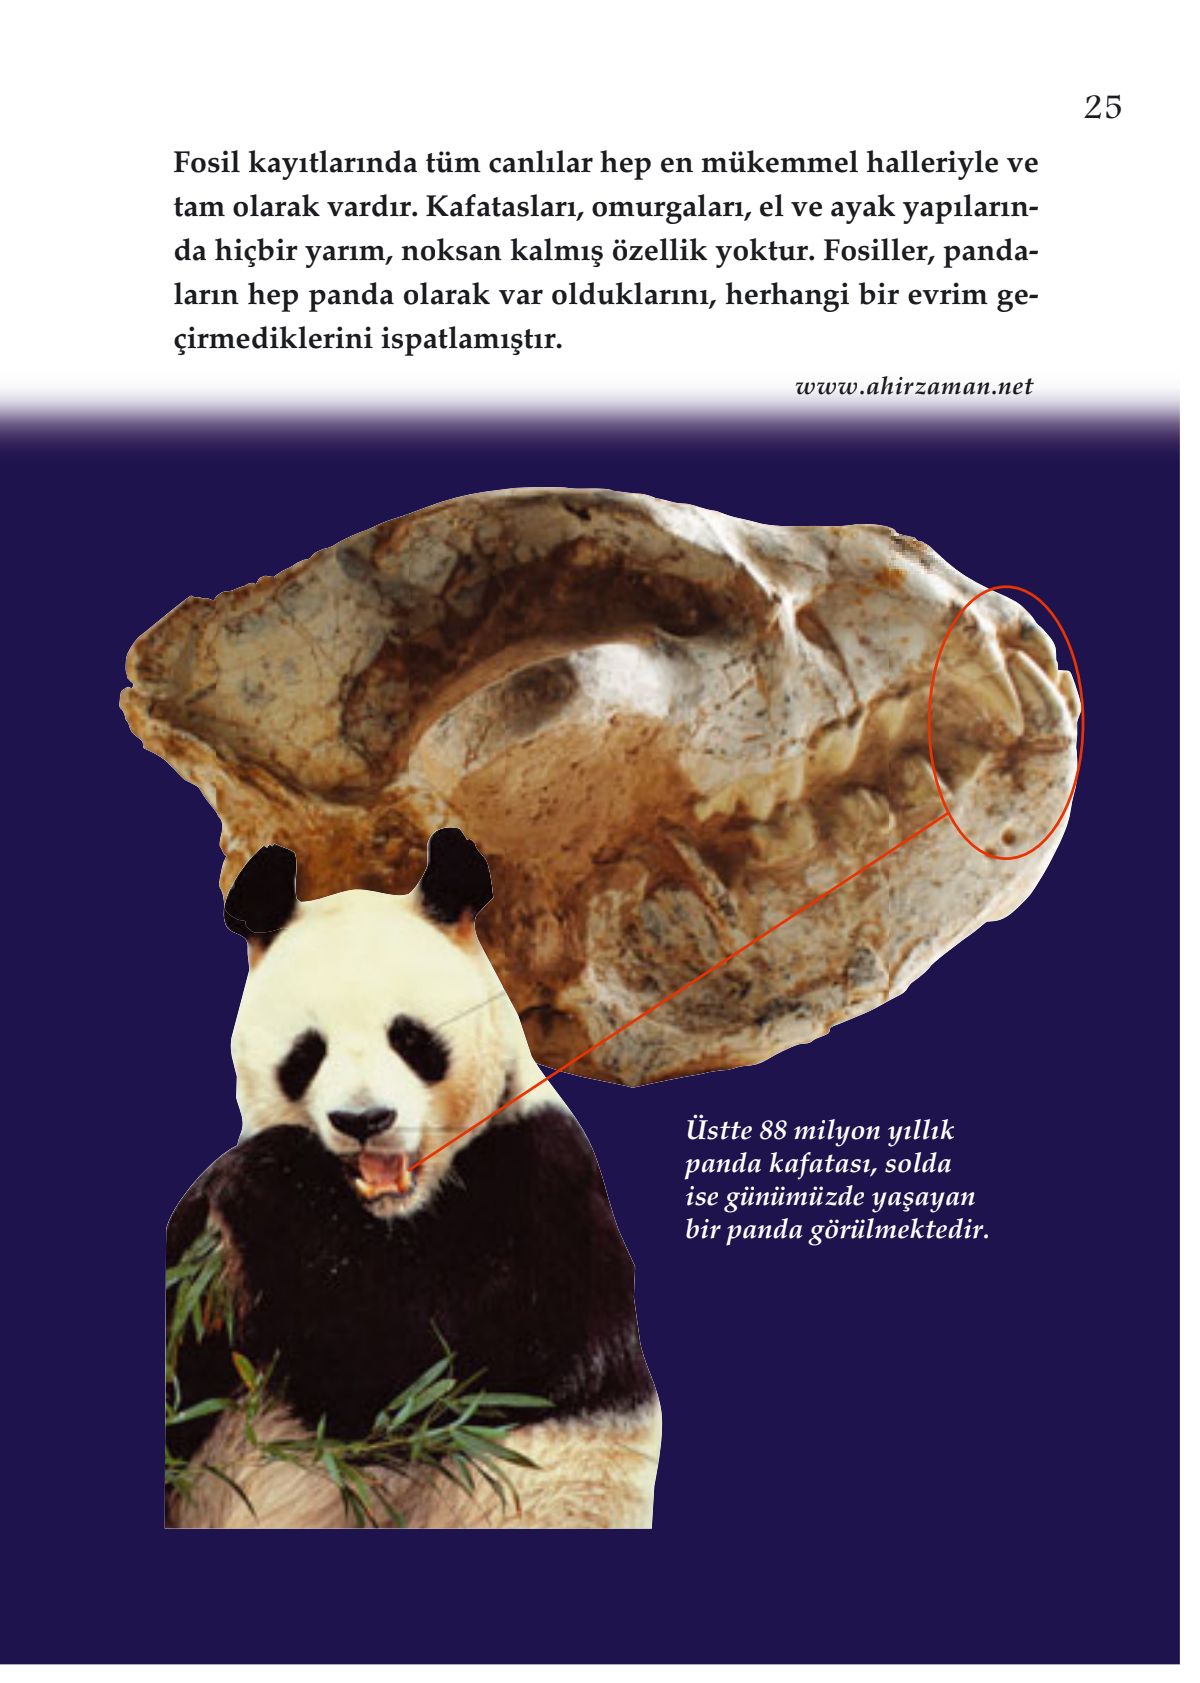 25
Fosil kayıtlarında tüm canlılar hep en mükemmel halleriyle ve
tam olarak vardır. Kafatasları, omurgaları, el ve ayak yapıların-
da hiçbir yarım, noksan kalmış özellik yoktur. Fosiller, panda-
ların hep panda olarak var olduklarını, herhangi bir evrim ge-
çirmediklerini ispatlamıştır.
www.ahirzaman.net
Üstte 88 milyon yıllık
panda kafatası, solda
ise günümüzde yaşayan
bir panda görülmektedir.